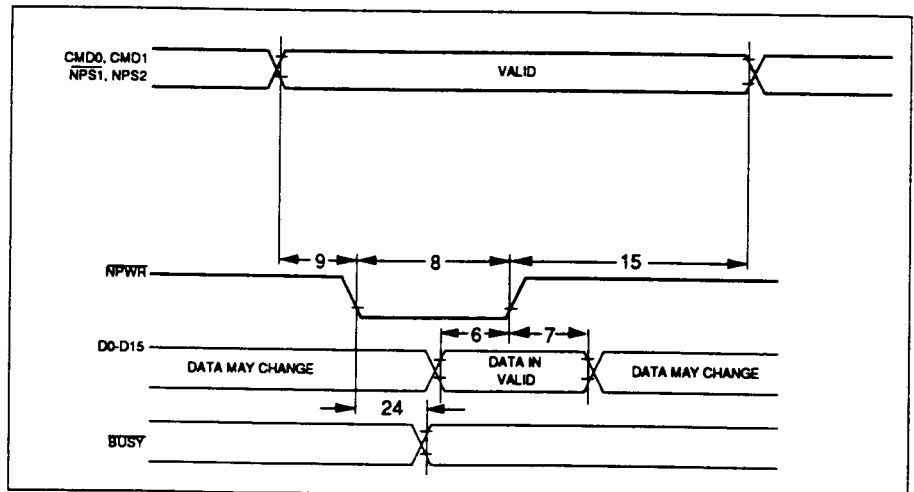 CMD0, CMD1
NPS1, NPS2
VALID
9
8
15
NPWR
6
7
D0-D15
DATA MAY CHANGE
DATA IN
VALID
DATA MAY CHANGE
24
BUSY